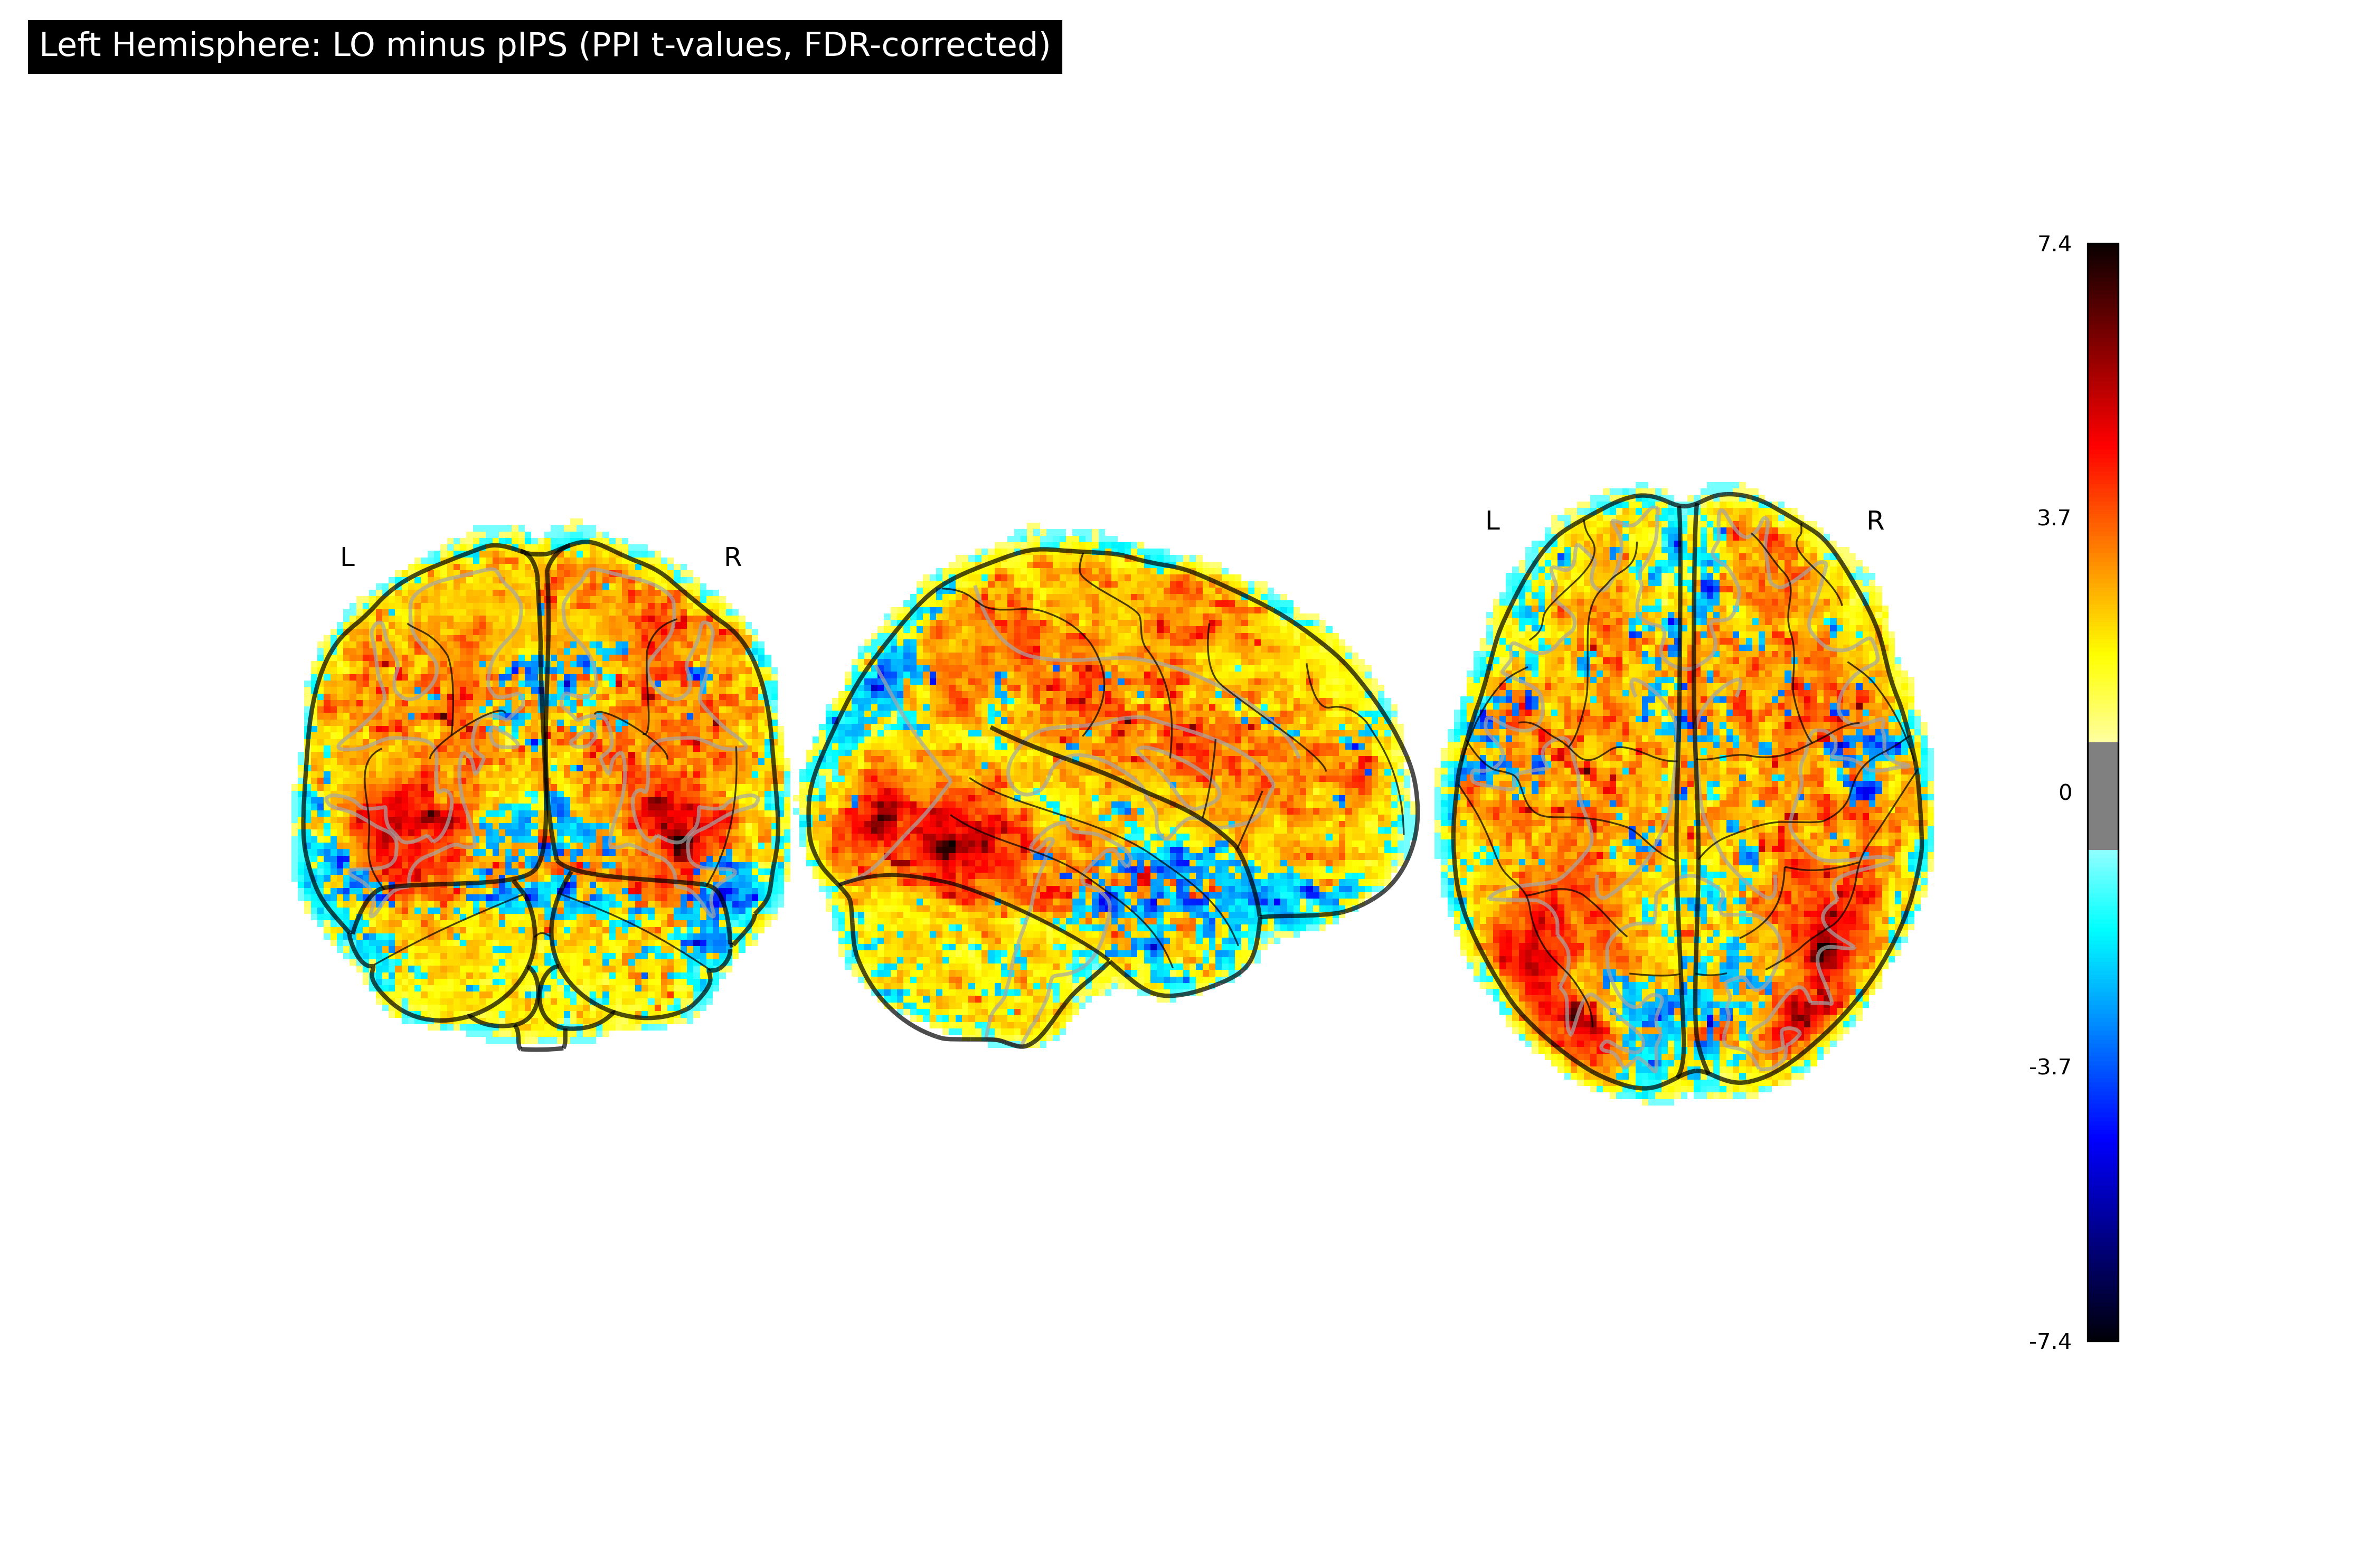 Left Hemisphere: LO minus pIPS (PPI t-values, FDR-corrected)
L R
L R
7.4
3.7
0
-3.7
-7.4